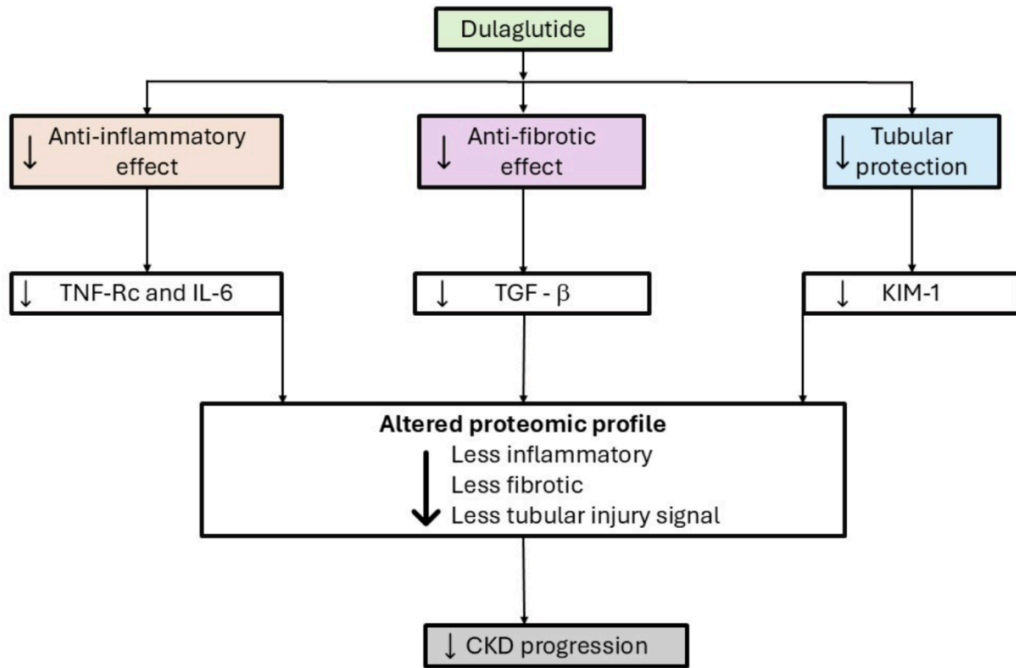 Dulaglutide
↓ Anti-inflammatory
effect
↓ Anti-fibrotic
effect
↓ Tubular
protection
↓ TNF-Rc and IL-6
↓ TGF - β
↓ KIM-1
Altered proteomic profile
↓ Less inflammatory
Less fibrotic
Less tubular injury signal
↓ CKD progression